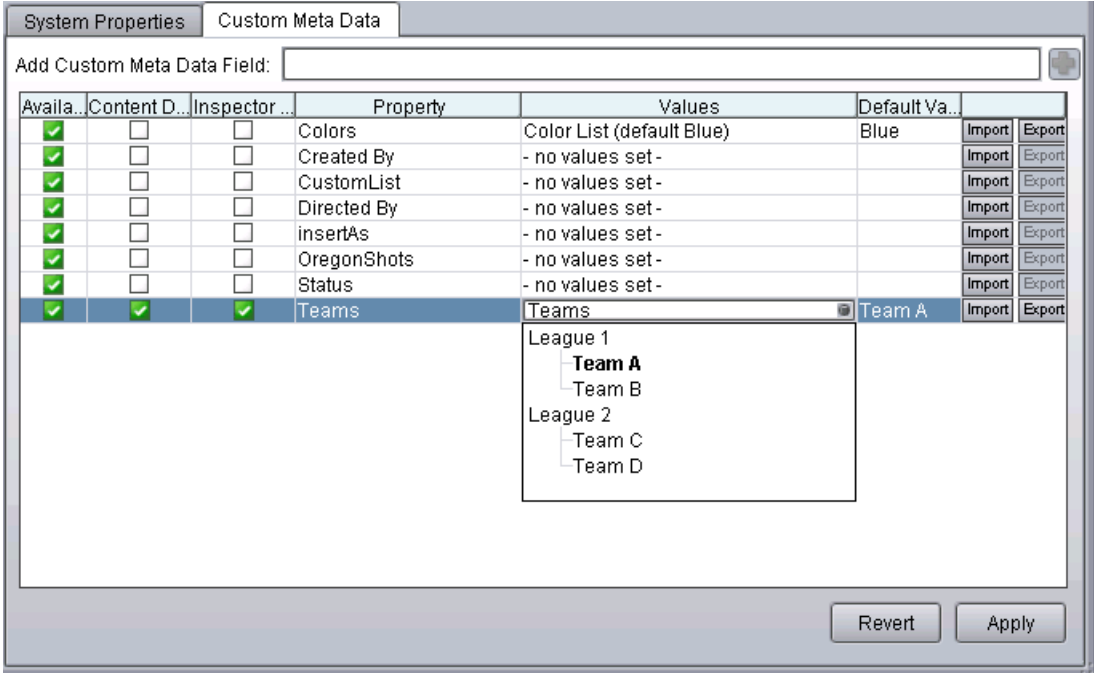 System Properties Custom Meta Data
Add Custom Meta Data Field:
Availa... Content D... Inspector ... Property Values Default Va...
Colors Color List (default Blue) Blue Import Export
Created By - no values set - Import Export
CustomList - no values set - Import Export
Directed By - no values set - Import Export
insertAs - no values set - Import Export
OregonShots - no values set - Import Export
Status - no values set - Import Export
Teams Teams Team A Import Export
League 1
Team A
Team B
League 2
Team C
Team D
Revert Apply